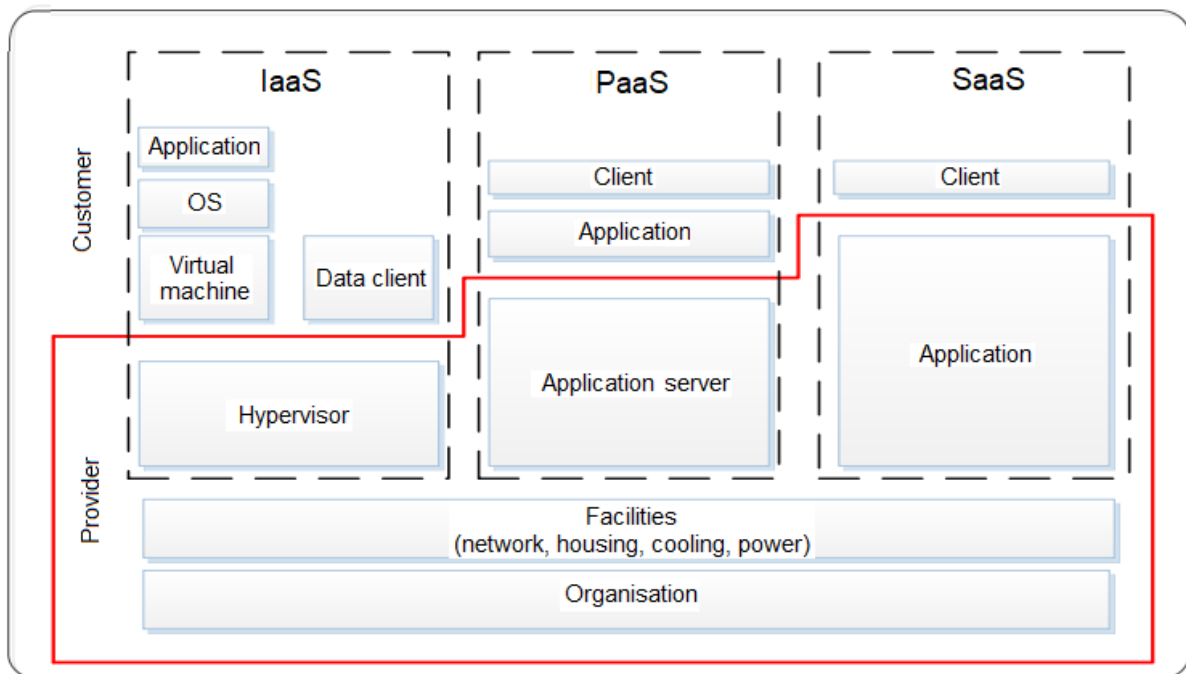 IaaS
PaaS
SaaS
Customer
Application
OS
Virtual
machine
Data client
Client
Application
Client
Provider
Hypervisor
Application server
Application
Facilities
(network, housing, cooling, power)
Organisation